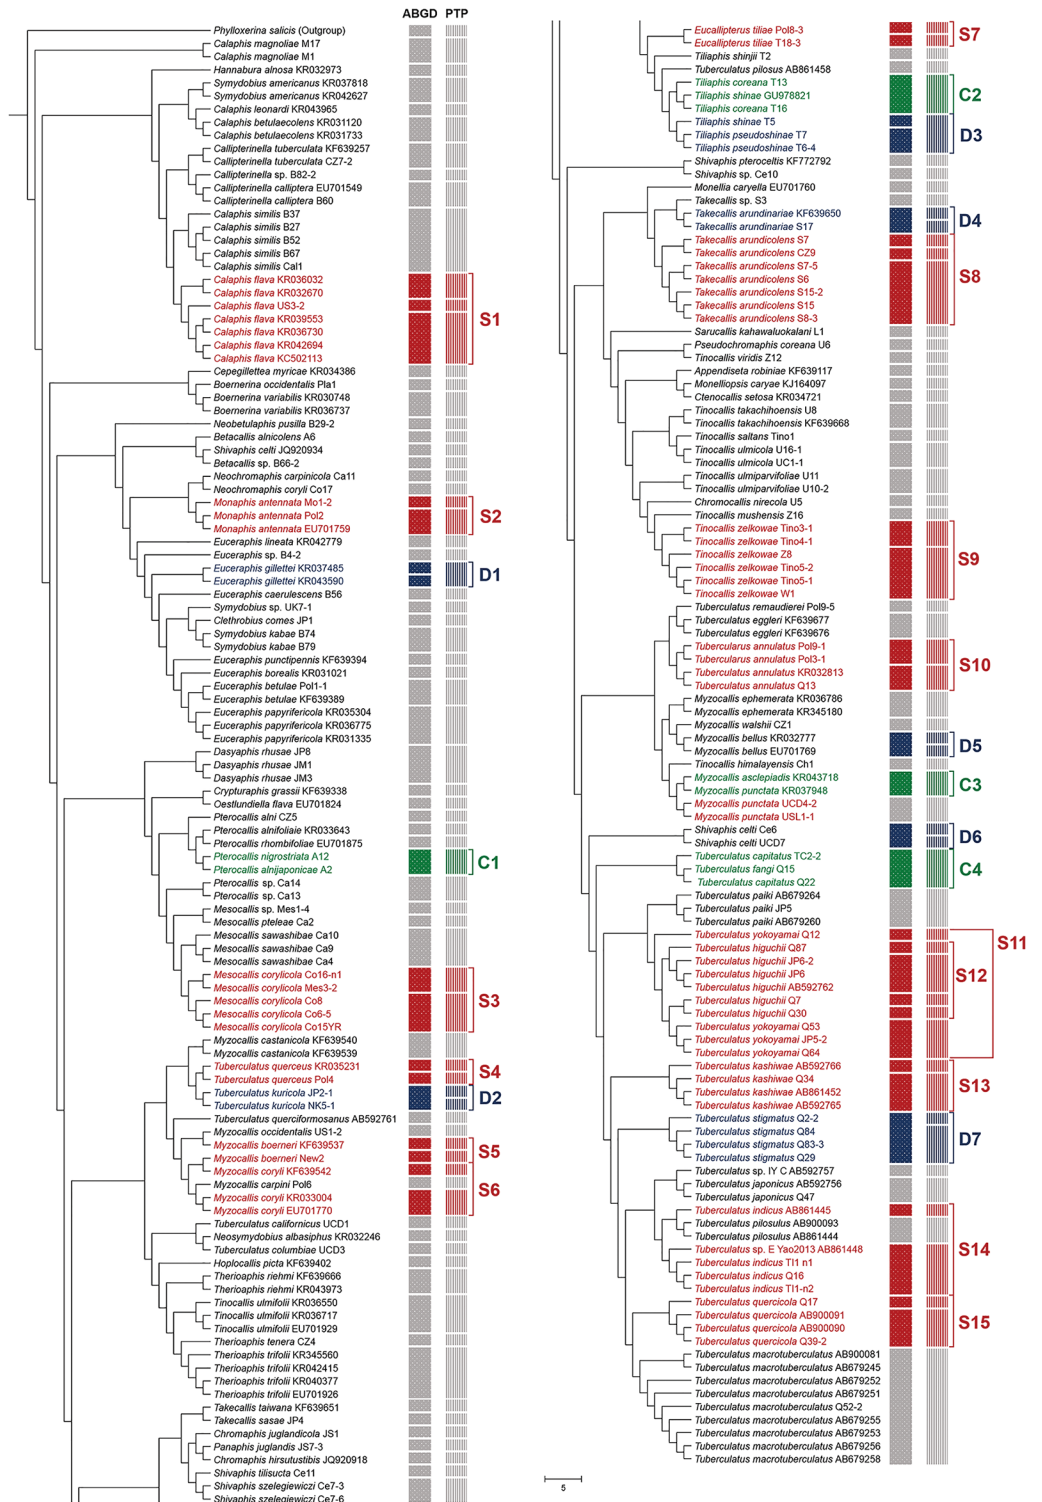 ABGD PTP
Phylloxerina salicis (Outgroup)
Calaphis magnoliae M17
Calaphis magnoliae M1
Hannabura alnosa KR032973
Symydobius americanus KR037818
Symydobius americanus KR042627
Calaphis leonardi KR043965
Calaphis betulaecolens KR031120
Calaphis betulaecolens KR031733
Callipterinella tuberculata KF639257
Callipterinella tuberculata CZ7-2
Callipterinella sp. B82-2
Callipterinella calliptera EU701549
Callipterinella calliptera B60
Calaphis similis B37
Calaphis similis B27
Calaphis similis B52
Calaphis similis B67
Calaphis similis Cal1
Calaphis flava KR036032
Calaphis flava KR032670
Calaphis flava US3-2
Calaphis flava KR039553
S1
Calaphis flava KR036730
Calaphis flava KR042694
Calaphis flava KC502113
Cepegillettea myricae KR034386
Boernerina occidentalis Pla1
Boernerina variabilis KR030748
Boernerina variabilis KR036737
Neobetulaphis pusilla B29-2
Betacallis alnicolens A6
Shivaphis celti JQ920934
Betacallis sp. B66-2
Neochromaphis carpinicola Ca11
Neochromaphis coryli Co17
Monaphis antennata Mo1-2
Monaphis antennata Pol2
S2
Monaphis antennata EU701759
Euceraphis lineata KR042779
Euceraphis sp. B4-2
Euceraphis gillettei KR037485
D1
Euceraphis gillettei KR043590
Euceraphis caerulescens B56
Symydobius sp. UK7-1
Clethrobius comes JP1
Symydobius kabae B74
Symydobius kabae B79
Euceraphis punctipennis KF639394
Euceraphis borealis KR031021
Euceraphis betulae Pol1-1
Euceraphis betulae KF639389
Euceraphis papyrifericola KR035304
Euceraphis papyrifericola KR036775
Euceraphis papyrifericola KR031335
Dasyaphis rhusae JP8
Dasyaphis rhusae JM1
Dasyaphis rhusae JM3
Crypturaphis grassii KF639338
Oestlundiella flava EU701824
Pterocallis alni CZ5
Pterocallis alnifoliaie KR033643
Pterocallis rhombifoliae EU701875
Pterocallis nigrostriata A12
C1
Pterocallis alnijaponicae A2
Pterocallis sp. Ca14
Pterocallis sp. Ca13
Mesocallis sp. Mes1-4
Mesocallis pteleae Ca2
Mesocallis sawashibae Ca10
Mesocallis sawashibae Ca9
Mesocallis sawashibae Ca4
Mesocallis corylicola Co16-n1
Mesocallis corylicola Mes3-2
Mesocallis corylicola Co8
S3
Mesocallis corylicola Co6-5
Mesocallis corylicola Co15YR
Myzocallis castanicola KF639540
Myzocallis castanicola KF639539
Tuberculatus querceus KR035231
S4
Tuberculatus querceus Pol4
Tuberculatus kuricola JP2-1
D2
Tuberculatus kuricola NK5-1
Tuberculatus querciformosanus AB592761
Myzocallis occidentalis US1-2
Myzocallis boerneri KF639537
S5
Myzocallis boerneri New2
Myzocallis coryli KF639542
Myzocallis carpini Pol6
S6
Myzocallis coryli KR033004
Myzocallis coryli EU701770
Tuberculatus californicus UCD1
Neosymydobius albasiphus KR032246
Tuberculatus columbiae UCD3
Hoplocallis picta KF639402
Therioaphis riehmi KF639666
Therioaphis riehmi KR043973
Tinocallis ulmifolii KR036550
Tinocallis ulmifolii KR036717
Tinocallis ulmifolii EU701929
Therioaphis tenera CZ4
Therioaphis trifolii KR345560
Therioaphis trifolii KR042415
Therioaphis trifolii KR040377
Therioaphis trifolii EU701926
Takecallis taiwana KF639651
Takecallis sasae JP4
Chromaphis juglandicola JS1
Panaphis juglandis JS7-3
Chromaphis hirsutustibis JQ920918
Shivaphis tilisucta Ce11
Shivaphis szelegiewiczi Ce7-3
Shivaphis szelegiewiczi Ce7-6
Eucallipterus tiliae Pol8-3
S7
Eucallipterus tiliae T18-3
Tiliaphis shinjii T2
Tuberculatus pilosus AB861458
Tiliaphis coreana T13
Tiliaphis shinae GU978821
C2
Tiliaphis coreana T16
Tiliaphis shinae T5
Tiliaphis pseudoshinae T7
D3
Tiliaphis pseudoshinae T6-4
Shivaphis pteroceltis KF772792
Shivaphis sp. Ce10
Monellia caryella EU701760
Takecallis sp. S3
Takecallis arundinariae KF639650
D4
Takecallis arundinariae S17
Takecallis arundicolens S7
Takecallis arundicolens CZ9
Takecallis arundicolens S7-5
Takecallis arundicolens S6
S8
Takecallis arundicolens S15-2
Takecallis arundicolens S15
Takecallis arundicolens S8-3
Sarucallis kahawaluokalani L1
Pseudochromaphis coreana U6
Tinocallis viridis Z12
Appendiseta robiniae KF639117
Monelliopsis caryae KJ164097
Ctenocallis setosa KR034721
Tinocallis takachihoensis U8
Tinocallis takachihoensis KF639668
Tinocallis saltans Tino1
Tinocallis ulmicola U16-1
Tinocallis ulmicola UC1-1
Tinocallis ulmiparvifoliae U11
Tinocallis ulmiparvifoliae U10-2
Chromocallis nirecola U5
Tinocallis mushensis Z16
Tinocallis zelkowae Tino3-1
Tinocallis zelkowae Tino4-1
Tinocallis zelkowae Z8
S9
Tinocallis zelkowae Tino5-2
Tinocallis zelkowae Tino5-1
Tinocallis zelkowae W1
Tuberculatus remaudierei Pol9-5
Tuberculatus eggleri KF639677
Tuberculatus eggleri KF639676
Tubercularus annulatus Pol9-1
Tuberculatus annulatus Pol3-1
S10
Tuberculatus annulatus KR032813
Tuberculatus annulatus Q13
Myzocallis ephemerata KR036786
Myzocallis ephemerata KR345180
Myzocallis walshii CZ1
Myzocallis bellus KR032777
D5
Myzocallis bellus EU701769
Tinocallis himalayensis Ch1
Myzocallis asclepiadis KR043718
C3
Myzocallis punctata KR037948
Myzocallis punctata UCD4-2
Myzocallis punctata USL1-1
Shivaphis celti Ce6
D6
Shivaphis celti UCD7
Tuberculatus capitatus TC2-2
Tuberculatus fangi Q15
C4
Tuberculatus capitatus Q22
Tuberculatus paiki AB679264
Tuberculatus paiki JP5
Tuberculatus paiki AB679260
Tuberculatus yokoyamai Q12
S11
Tuberculatus higuchii Q87
Tuberculatus higuchii JP6-2
Tuberculatus higuchii JP6
S12
Tuberculatus higuchii AB592762
Tuberculatus higuchii Q7
Tuberculatus higuchii Q30
Tuberculatus yokoyamai Q53
Tuberculatus yokoyamai JP5-2
Tuberculatus yokoyamai Q64
Tuberculatus kashiwae AB592766
Tuberculatus kashiwae Q34
S13
Tuberculatus kashiwae AB861452
Tuberculatus kashiwae AB592765
Tuberculatus stigmatus Q2-2
Tuberculatus stigmatus Q84
D7
Tuberculatus stigmatus Q83-3
Tuberculatus stigmatus Q29
Tuberculatus sp. IY C AB592757
Tuberculatus japonicus AB592756
Tuberculatus japonicus Q47
Tuberculatus indicus AB861445
Tuberculatus pilosulus AB900093
Tuberculatus pilosulus AB861444
Tuberculatus sp. E Yao2013 AB861448
S14
Tuberculatus indicus TI1 n1
Tuberculatus indicus Q16
Tuberculatus indicus TI1-n2
Tuberculatus quercicola Q17
Tuberculatus quercicola AB900091
S15
Tuberculatus quercicola AB900090
Tuberculatus quercicola Q39-2
Tuberculatus macrotuberculatus AB900081
Tuberculatus macrotuberculatus AB679245
Tuberculatus macrotuberculatus AB679252
Tuberculatus macrotuberculatus AB679251
Tuberculatus macrotuberculatus Q52-2
Tuberculatus macrotuberculatus AB679255
Tuberculatus macrotuberculatus AB679253
Tuberculatus macrotuberculatus AB679256
Tuberculatus macrotuberculatus AB679258
5